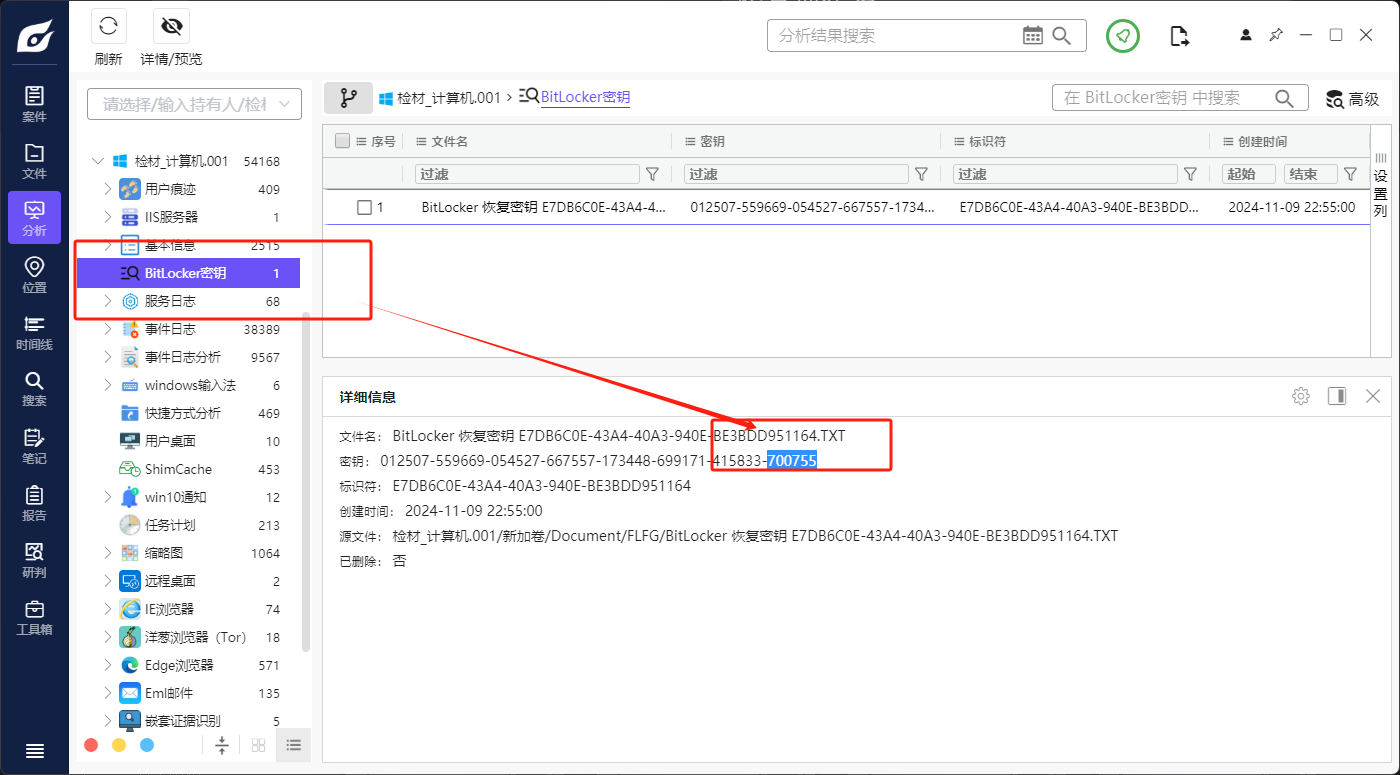 刷新
详情/预览
分析结果搜索
案件
文件
分析
位置
时间线
搜索
笔记
报告
研判
工具箱
请选择/输入持有人/检
检材_计算机.001 54168
用户痕迹 409
IIS服务器 1
基本信息 2515
BitLocker密钥 1
服务日志 68
事件日志 38389
事件日志分析 9567
windows输入法 6
快捷方式分析 469
用户桌面 10
ShimCache 453
win10通知 12
任务计划 213
缩略图 1064
远程桌面 2
IE浏览器 74
洋葱浏览器（Tor） 18
Edge浏览器 571
Eml邮件 135
嵌套证据识别 5
检材_计算机.001 › BitLocker密钥
在 BitLocker密钥 中搜索
高级
序号 文件名 密钥 标识符 创建时间
过滤 过滤 过滤 起始 结束
1 BitLocker 恢复密钥 E7DB6C0E-43A4-4... 012507-559669-054527-667557-1734... E7DB6C0E-43A4-40A3-940E-BE3BDD... 2024-11-09 22:55:00
设置列
详细信息
文件名： BitLocker 恢复密钥 E7DB6C0E-43A4-40A3-940E-BE3BDD951164.TXT
密钥： 012507-559669-054527-667557-173448-699171-415833-700755
标识符： E7DB6C0E-43A4-40A3-940E-BE3BDD951164
创建时间： 2024-11-09 22:55:00
源文件： 检材_计算机.001/新加卷/Document/FLFG/BitLocker 恢复密钥 E7DB6C0E-43A4-40A3-940E-BE3BDD951164.TXT
已删除： 否